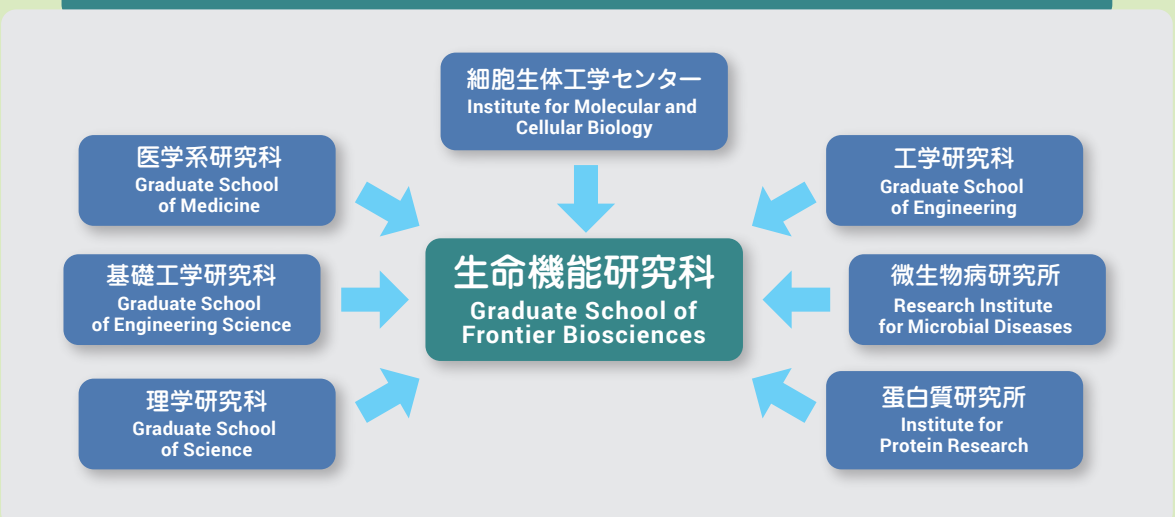 細胞生体工学センター
Institute for Molecular and
Cellular Biology
医学系研究科
Graduate School
of Medicine
工学研究科
Graduate School
of Engineering
基礎工学研究科
Graduate School
of Engineering Science
生命機能研究科
Graduate School of
Frontier Biosciences
微生物病研究所
Research Institute
for Microbial Diseases
理学研究科
Graduate School
of Science
蛋白質研究所
Institute for
Protein Research